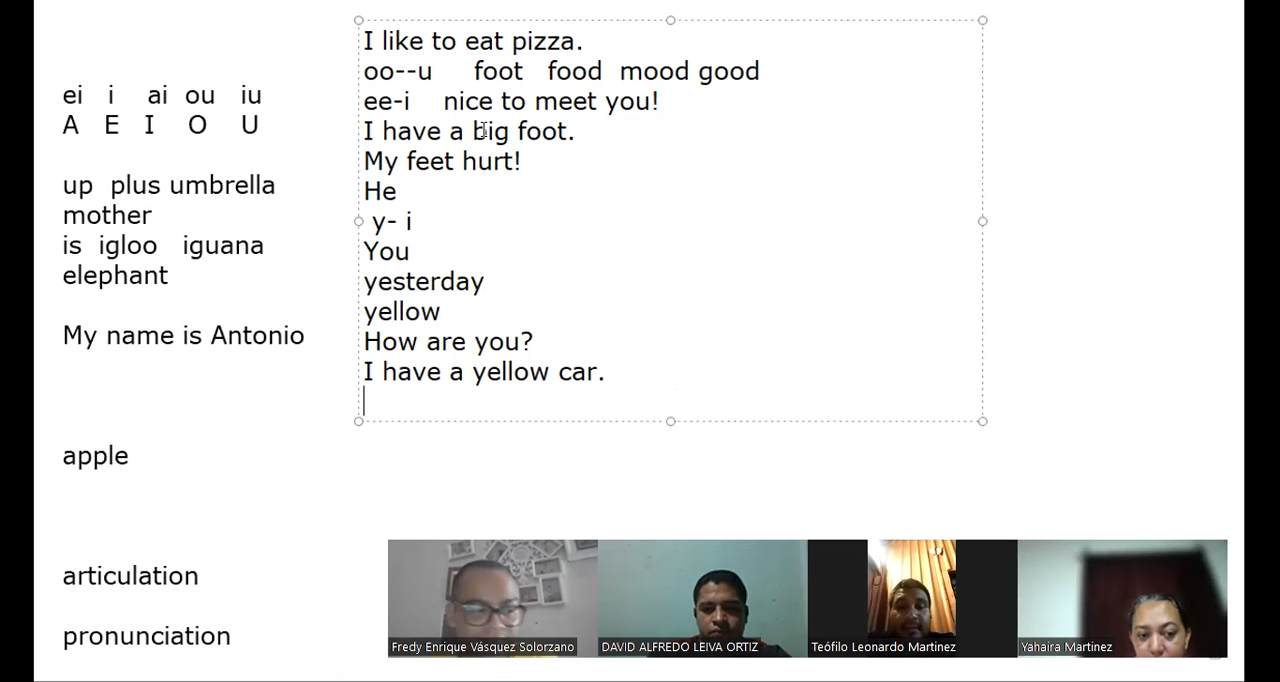 ei i ai ou iu
A E I O U
up plus umbrella
mother
is igloo iguana
elephant
My name is Antonio
apple
articulation
pronunciation
I like to eat pizza.
oo--u foot food mood good
ee-i nice to meet you!
I have a big foot.
My feet hurt!
He
y- i
You
yesterday
yellow
How are you?
I have a yellow car.
Fredy Enrique Vásquez Solorzano
DAVID ALFREDO LEIVA ORTIZ
Teófilo Leonardo Martinez
Yahaira Martinez